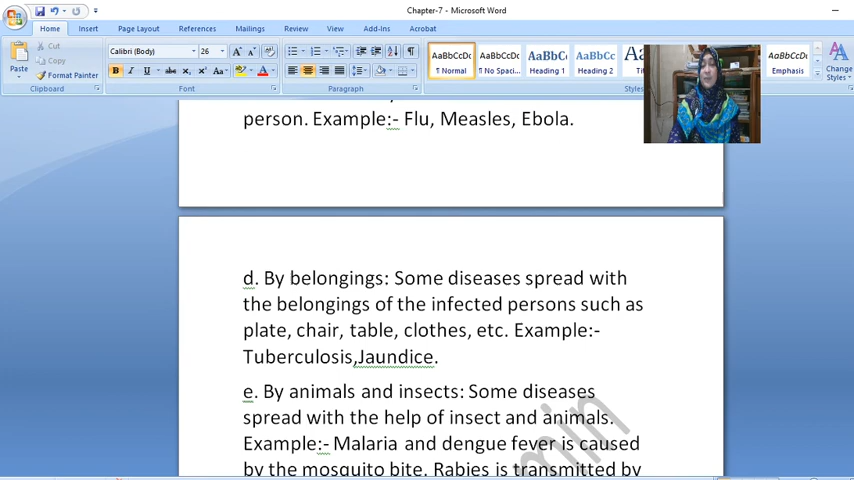 Chapter-7 - Microsoft Word
Home Insert Page Layout References Mailings Review View Add-Ins Acrobat
Paste
Cut
Copy
Format Painter
Clipboard
Calibri (Body) 26
B I U abc x₂ x² Aa
Font
Paragraph
AaBbCcDc
¶ Normal
AaBbCcDc
¶ No Spaci...
AaBbC
Heading 1
AaBbCc
Heading 2
AaBbCcDc
Emphasis
Change
Styles
person. Example:- Flu, Measles, Ebola.
d. By belongings: Some diseases spread with
the belongings of the infected persons such as
plate, chair, table, clothes, etc. Example:-
Tuberculosis,Jaundice.
e. By animals and insects: Some diseases
spread with the help of insect and animals.
Example:- Malaria and dengue fever is caused
by the mosquito bite. Rabies is transmitted by